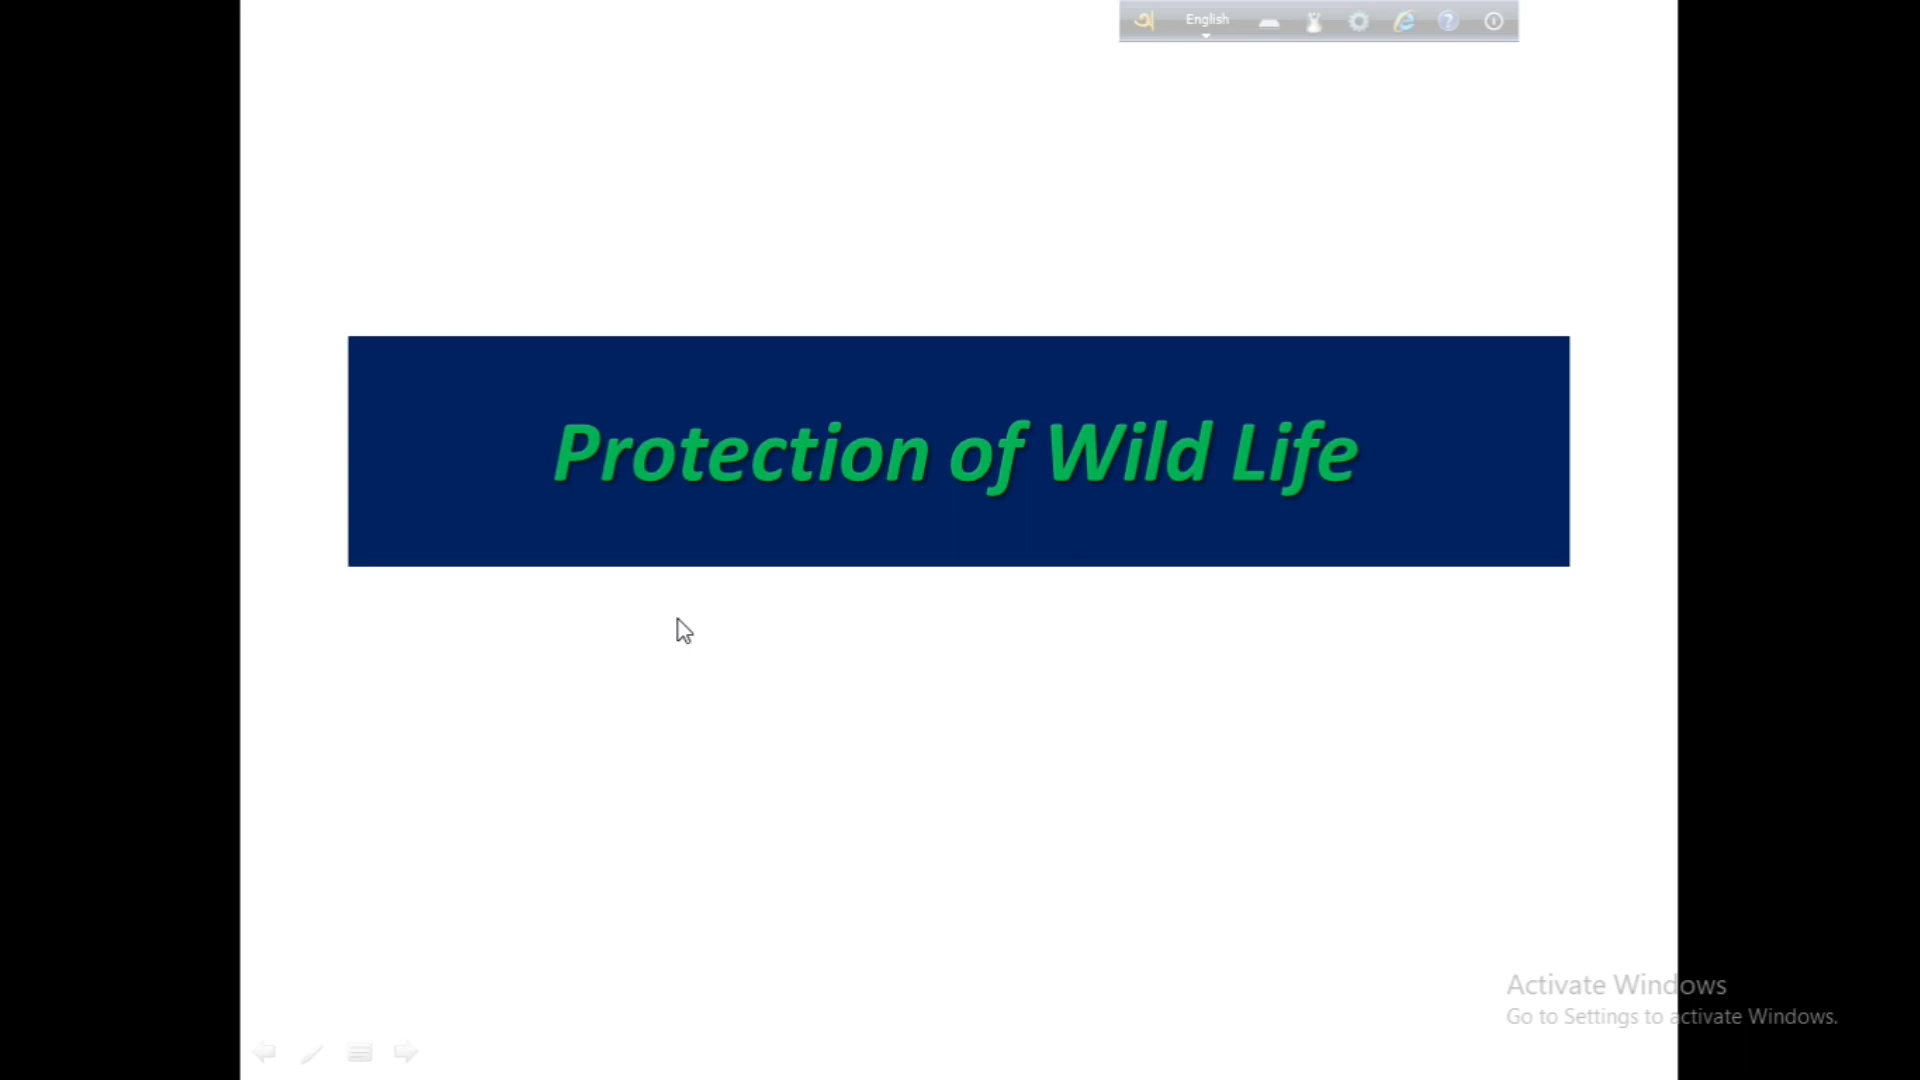 English
Protection of Wild Life
Activate Windows
Go to Settings to activate Windows.